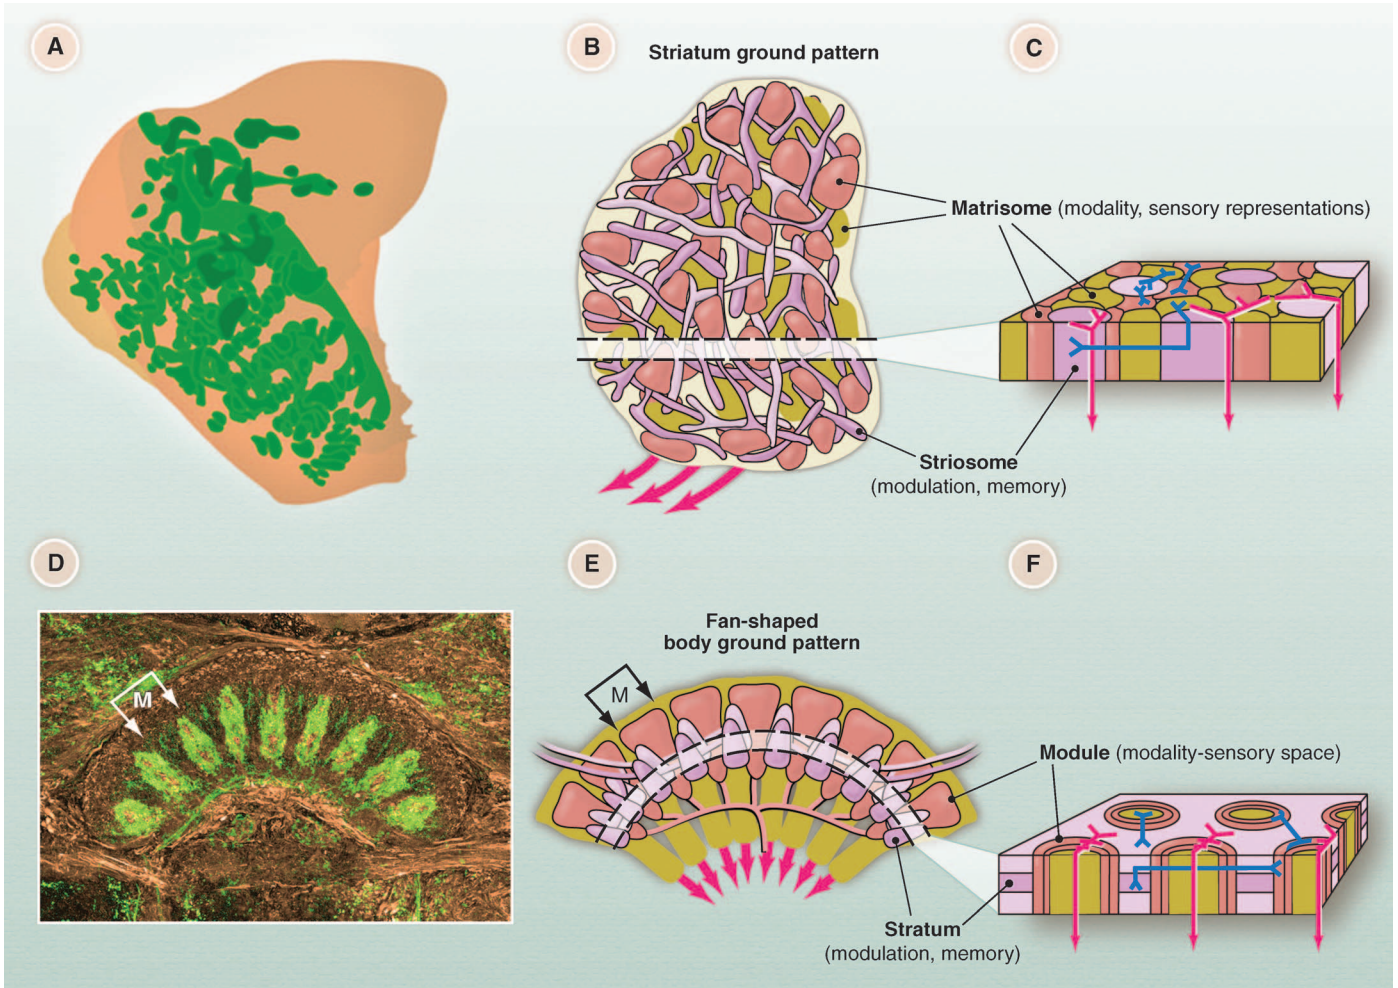 A
B
Striatum ground pattern
C
Matrisome (modality, sensory representations)
Striosome
(modulation, memory)
D
M
E
Fan-shaped
body ground pattern
M
F
Module (modality-sensory space)
Stratum
(modulation, memory)